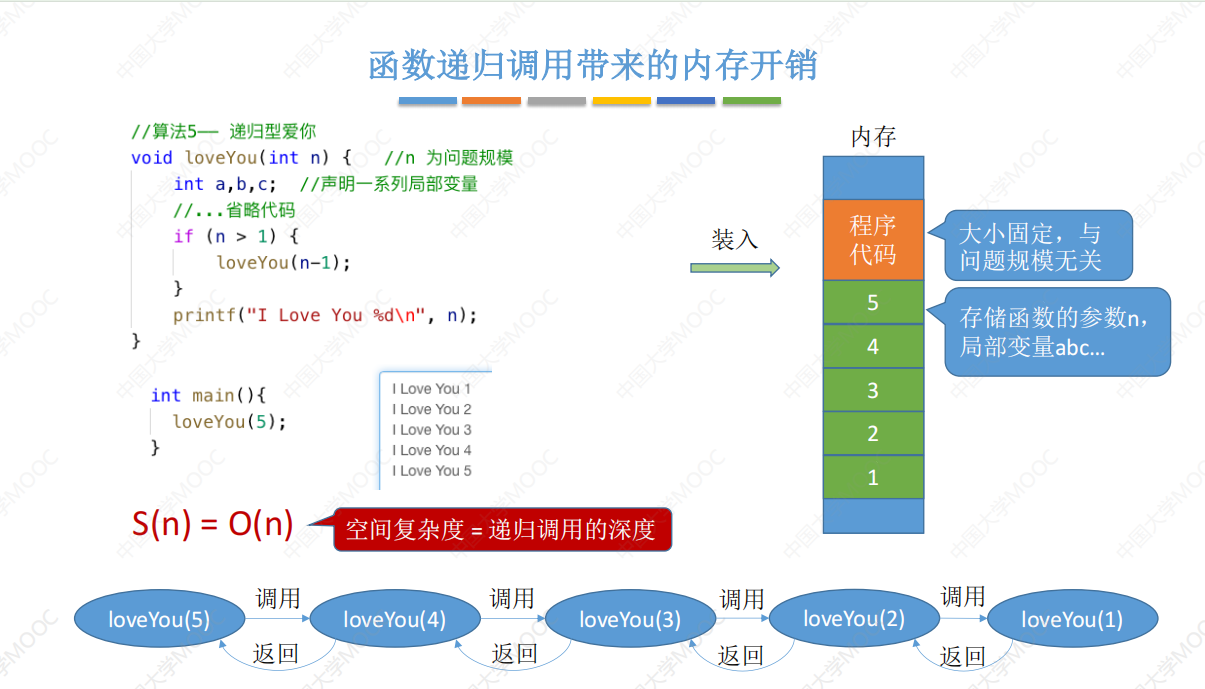 函数递归调用带来的内存开销
//算法5—— 递归型爱你
void loveYou(int n) {   //n 为问题规模
    int a,b,c;  //声明一系列局部变量
    //...省略代码
    if (n > 1) {
        loveYou(n-1);
    }
    printf("I Love You %d\n", n);
}
int main(){
  loveYou(5);
}
I Love You 1
I Love You 2
I Love You 3
I Love You 4
I Love You 5
S(n) = O(n)
空间复杂度 = 递归调用的深度
装入
内存
程序
代码
5
4
3
2
1
大小固定，与
问题规模无关
存储函数的参数n，
局部变量abc...
loveYou(5)
调用
返回
loveYou(4)
调用
返回
loveYou(3)
调用
返回
loveYou(2)
调用
返回
loveYou(1)
中国大学MOOC